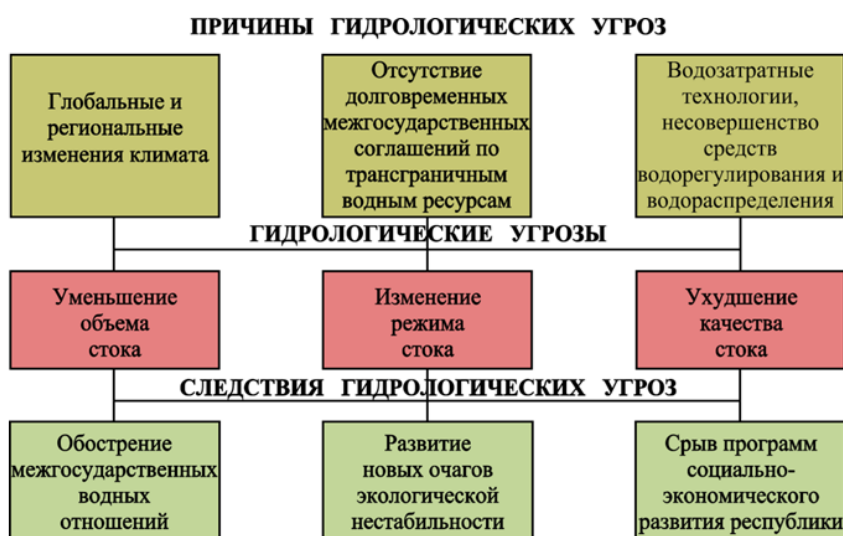 ПРИЧИНЫ ГИДРОЛОГИЧЕСКИХ УГРОЗ
Глобальные и
региональные
изменения климата
Отсутствие
долговременных
межгосударственных
соглашений по
трансграничным
водным ресурсам
Водозатратные
технологии,
несовершенство
средств
водорегулирования и
водораспределения
ГИДРОЛОГИЧЕСКИЕ УГРОЗЫ
Уменьшение
объема
стока
Изменение
режима
стока
Ухудшение
качества
стока
СЛЕДСТВИЯ ГИДРОЛОГИЧЕСКИХ УГРОЗ
Обострение
межгосударственных
водных
отношений
Развитие
новых очагов
экологической
нестабильности
Срыв программ
социально-
экономического
развития республики